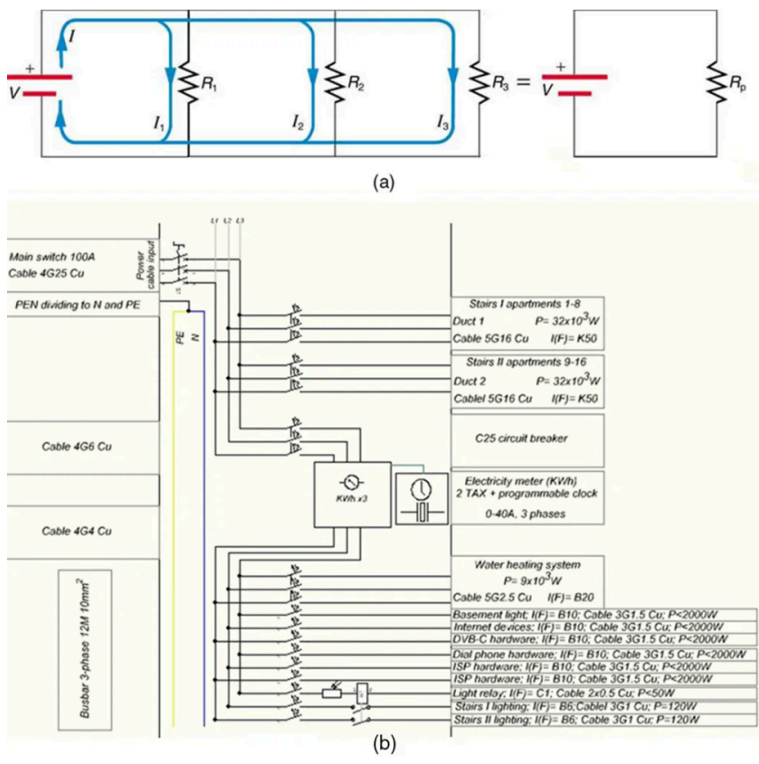 I
+
V
R1
R2
R3
=
+
V
Rp
I1
I2
I3
(a)
L1 L2 L3
Main switch 100A
Cable 4G25 Cu
Power
cable input
PEN dividing to N and PE
PE
N
Stairs I apartments 1-8
Duct 1 P= 32x10³W
Cable 5G16 Cu I(F)= K50
Stairs II apartments 9-16
Duct 2 P= 32x10³W
Cablel 5G16 Cu I(F)= K50
Cable 4G6 Cu
C25 circuit breaker
KWh x3
Electricity meter (KWh)
2 TAX + programmable clock
0-40A, 3 phases
Cable 4G4 Cu
Water heating system
P= 9x10³W
Cable 5G2.5 Cu I(F)= B20
Busbar 3-phase 12M 10mm²
Basement light; I(F)= B10; Cable 3G1.5 Cu; P<2000W
Internet devices; I(F)= B10; Cable 3G1.5 Cu; P<2000W
DVB-C hardware; I(F)= B10; Cable 3G1.5 Cu; P<2000W
Dial phone hardware; I(F)= B10; Cable 3G1.5 Cu; P<2000W
ISP hardware; I(F)= B10; Cable 3G1.5 Cu; P<2000W
ISP hardware; I(F)= B10; Cable 3G1.5 Cu; P<2000W
Light relay; I(F)= C1; Cable 2x0.5 Cu; P<50W
Stairs I lighting; I(F)= B6;Cablel 3G1 Cu; P=120W
Stairs II lighting; I(F)= B6; Cable 3G1 Cu; P=120W
(b)